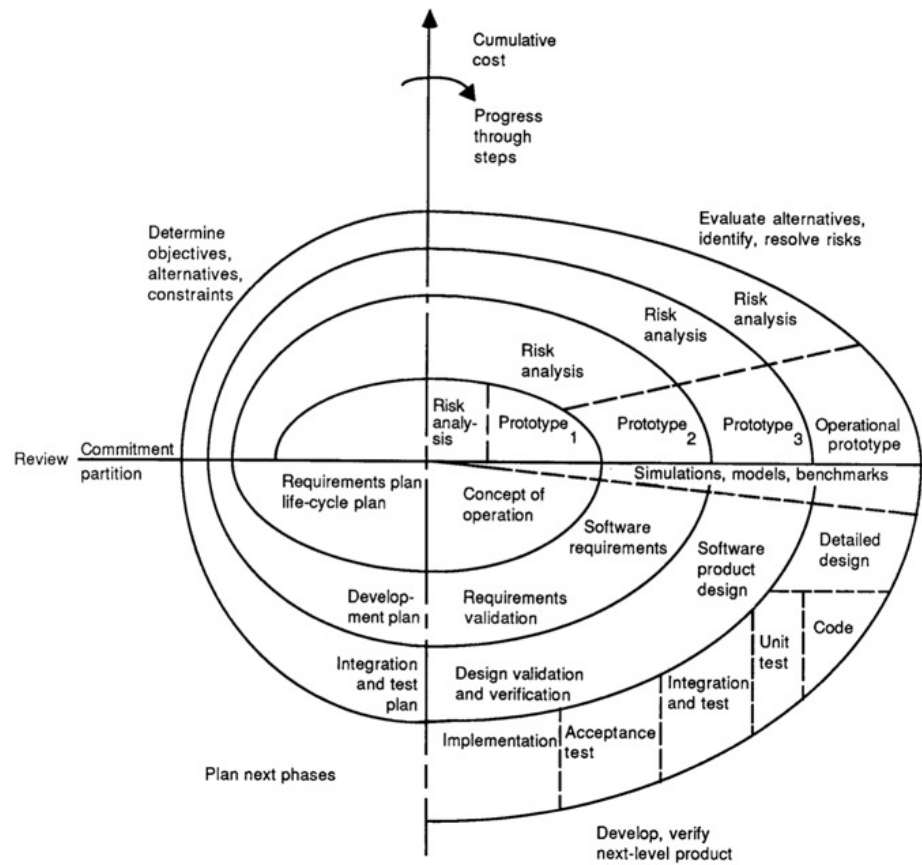 Cumulative
cost
Progress
through
steps
Evaluate alternatives,
identify, resolve risks
Determine
objectives,
alternatives,
constraints
Risk
analysis
Risk
analysis
Risk
analysis
Risk
analy-
sis
Prototype 1
Prototype 2
Prototype 3
Operational
prototype
Review
Commitment
partition
Simulations, models, benchmarks
Requirements plan
life-cycle plan
Concept of
operation
Software
requirements
Software
product
design
Detailed
design
Develop-
ment plan
Requirements
validation
Code
Unit
test
Integration
and test
plan
Design validation
and verification
Integration
and test
Implementation
Acceptance
test
Plan next phases
Develop, verify
next-level product